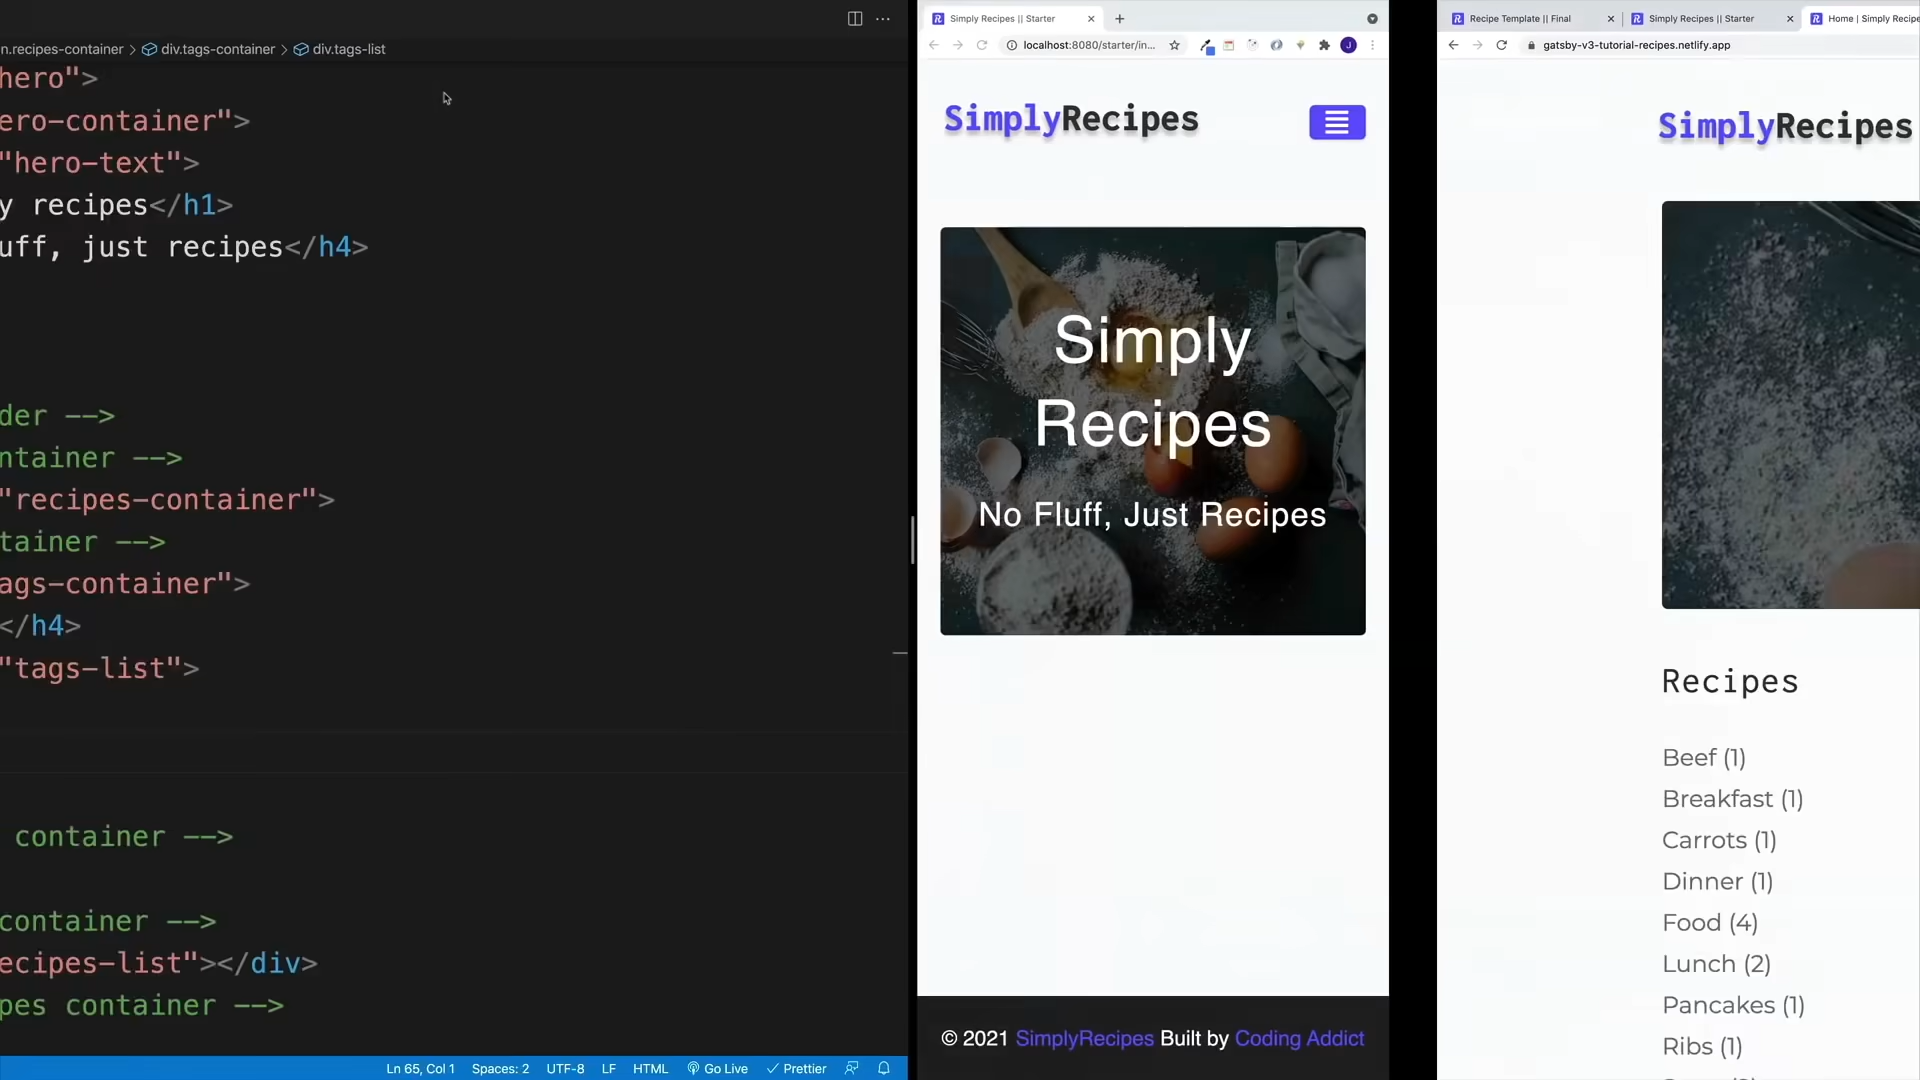 n.recipes-container > div.tags-container > div.tags-list
hero">
ero-container">
"hero-text">
y recipes</h1>
uff, just recipes</h4>
der -->
ntainer -->
"recipes-container">
tainer -->
ags-container">
</h4>
"tags-list">
container -->
container -->
ecipes-list"></div>
pes container -->
Ln 65, Col 1 Spaces: 2 UTF-8 LF HTML Go Live Prettier
Simply Recipes || Starter
localhost:8080/starter/in...
J
SimplyRecipes
Simply
Recipes
No Fluff, Just Recipes
© 2021 SimplyRecipes Built by Coding Addict
Recipe Template || Final
Simply Recipes || Starter
Home | Simply Recipe
gatsby-v3-tutorial-recipes.netlify.app
SimplyRecipes
Recipes
Beef (1)
Breakfast (1)
Carrots (1)
Dinner (1)
Food (4)
Lunch (2)
Pancakes (1)
Ribs (1)